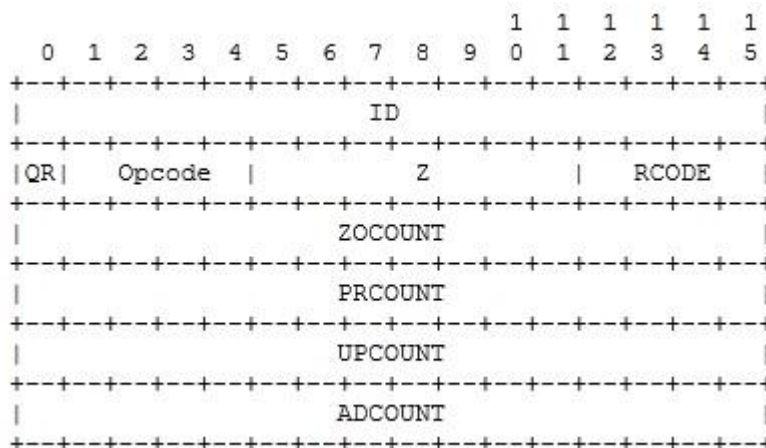 1  1  1  1  1  1
   0  1  2  3  4  5  6  7  8  9  0  1  2  3  4  5
+--+--+--+--+--+--+--+--+--+--+--+--+--+--+--+--+
|                      ID                       |
+--+--+--+--+--+--+--+--+--+--+--+--+--+--+--+--+
|QR|   Opcode  |          Z         |   RCODE   |
+--+--+--+--+--+--+--+--+--+--+--+--+--+--+--+--+
|                    ZOCOUNT                    |
+--+--+--+--+--+--+--+--+--+--+--+--+--+--+--+--+
|                    PRCOUNT                    |
+--+--+--+--+--+--+--+--+--+--+--+--+--+--+--+--+
|                    UPCOUNT                    |
+--+--+--+--+--+--+--+--+--+--+--+--+--+--+--+--+
|                    ADCOUNT                    |
+--+--+--+--+--+--+--+--+--+--+--+--+--+--+--+--+